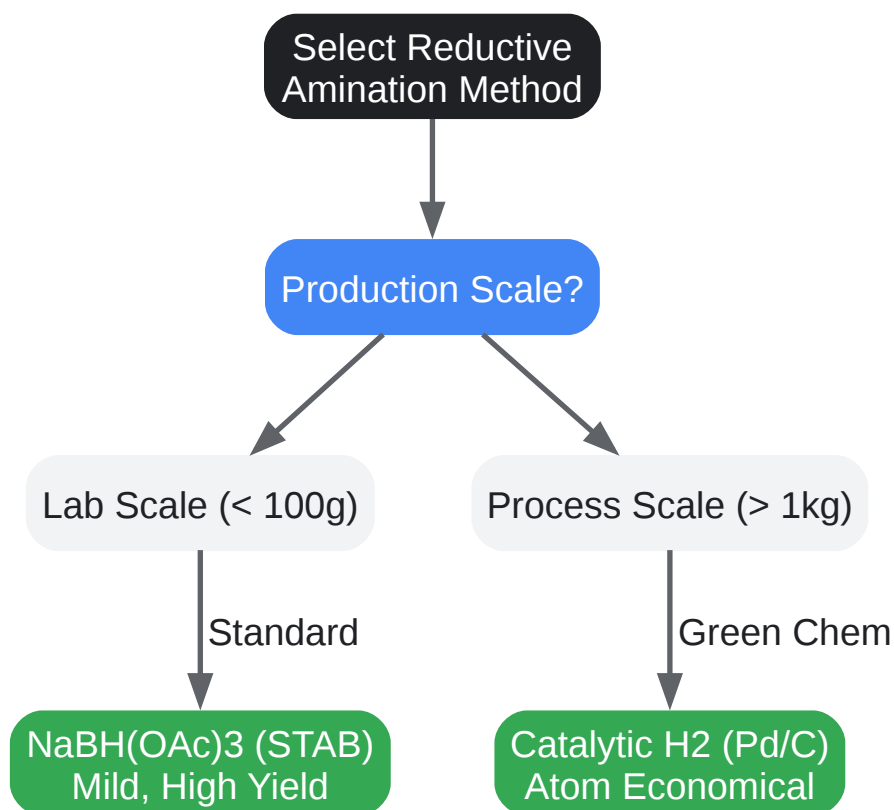 Select Reductive
Amination Method
Production Scale?
Lab Scale (< 100g)
Process Scale (> 1kg)
Standard
Green Chem
NaBH(OAc)3 (STAB)
Mild, High Yield
Catalytic H2 (Pd/C)
Atom Economical